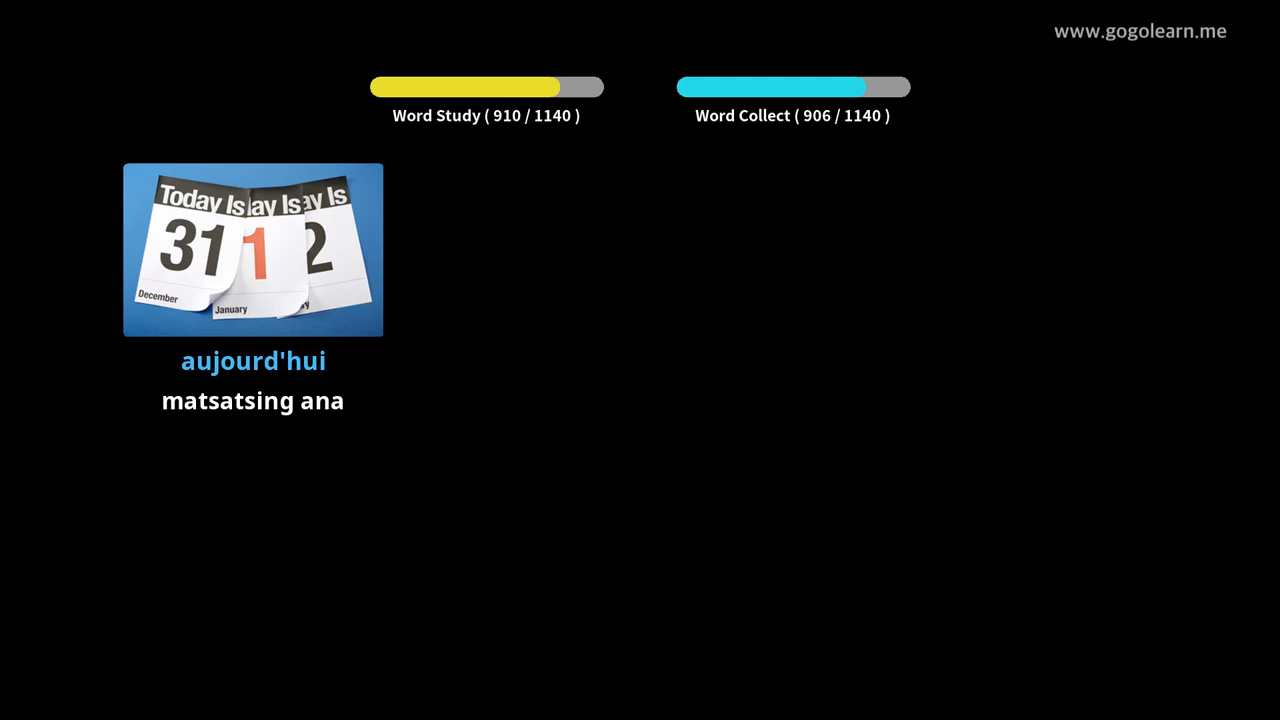 www.gogolearn.me
Word Study ( 910 / 1140 )
Word Collect ( 906 / 1140 )
Today Is
ay Is
ay Is
31
1
2
December
January
aujourd'hui
matsatsing ana